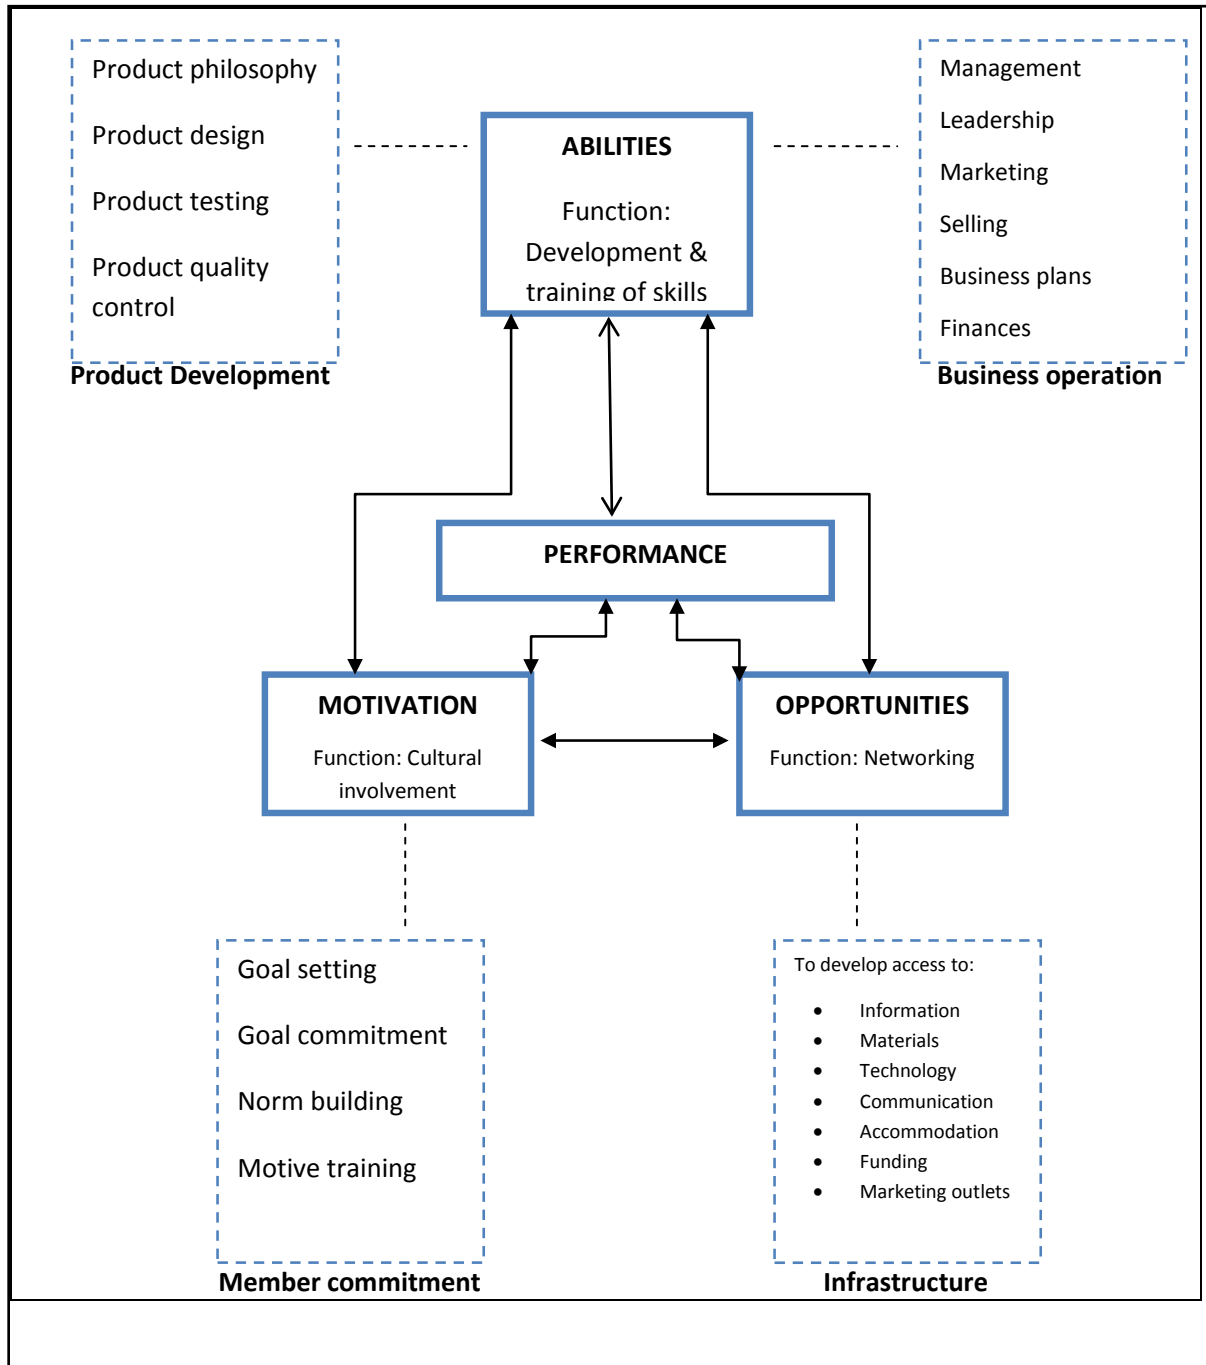 Product philosophy
Product design
Product testing
Product quality
control
Product Development
ABILITIES
Function:
Development &
training of skills
Management
Leadership
Marketing
Selling
Business plans
Finances
Business operation
PERFORMANCE
MOTIVATION
Function: Cultural
involvement
OPPORTUNITIES
Function: Networking
Goal setting
Goal commitment
Norm building
Motive training
Member commitment
To develop access to:
• Information
• Materials
• Technology
• Communication
• Accommodation
• Funding
• Marketing outlets
Infrastructure